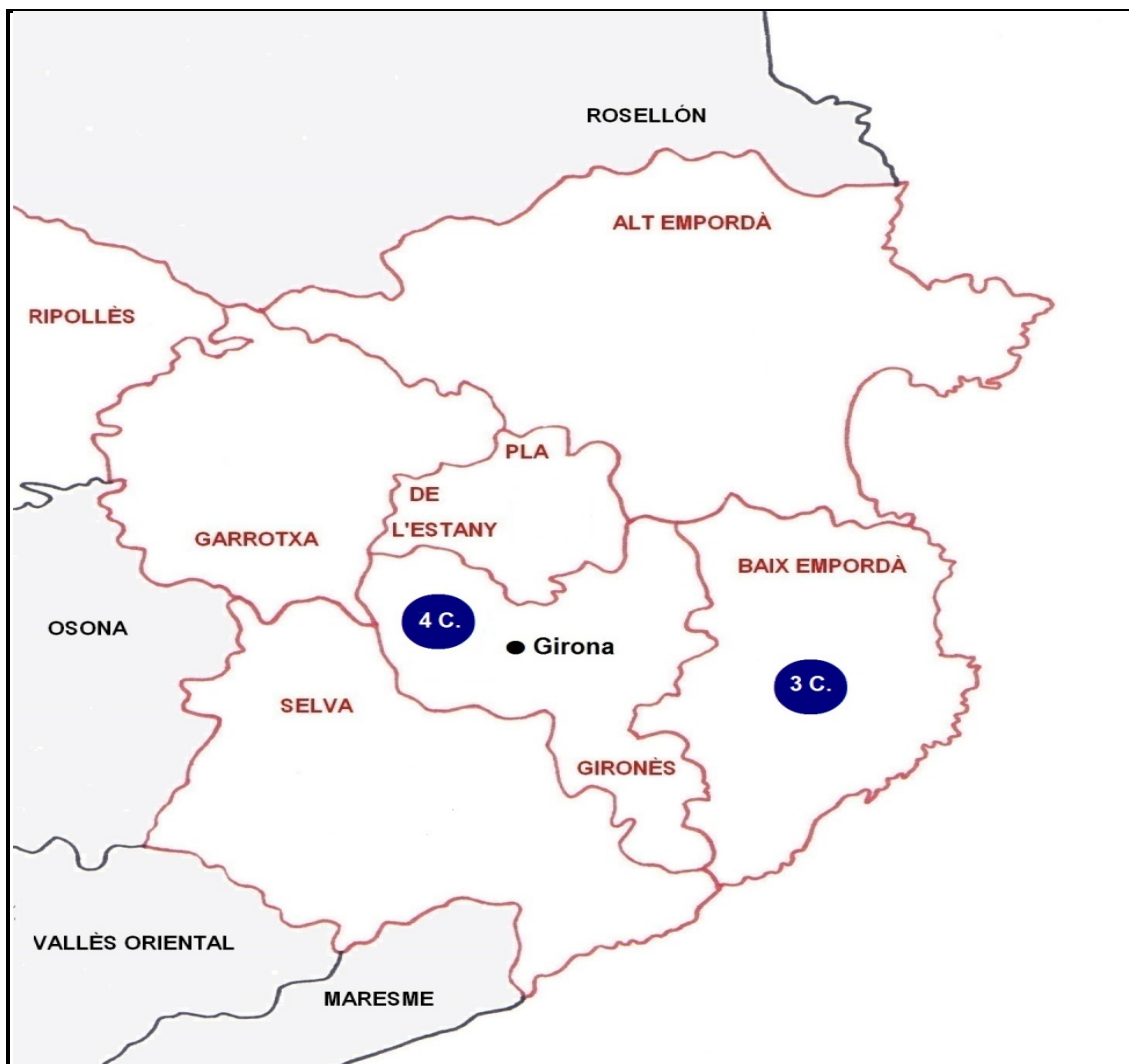 ROSELLÓN
ALT EMPORDÀ
RIPOLLÈS
PLA
DE
L'ESTANY
GARROTXA
BAIX EMPORDÀ
4 C.
OSONA
Girona
3 C.
SELVA
GIRONÈS
VALLÈS ORIENTAL
MARESME